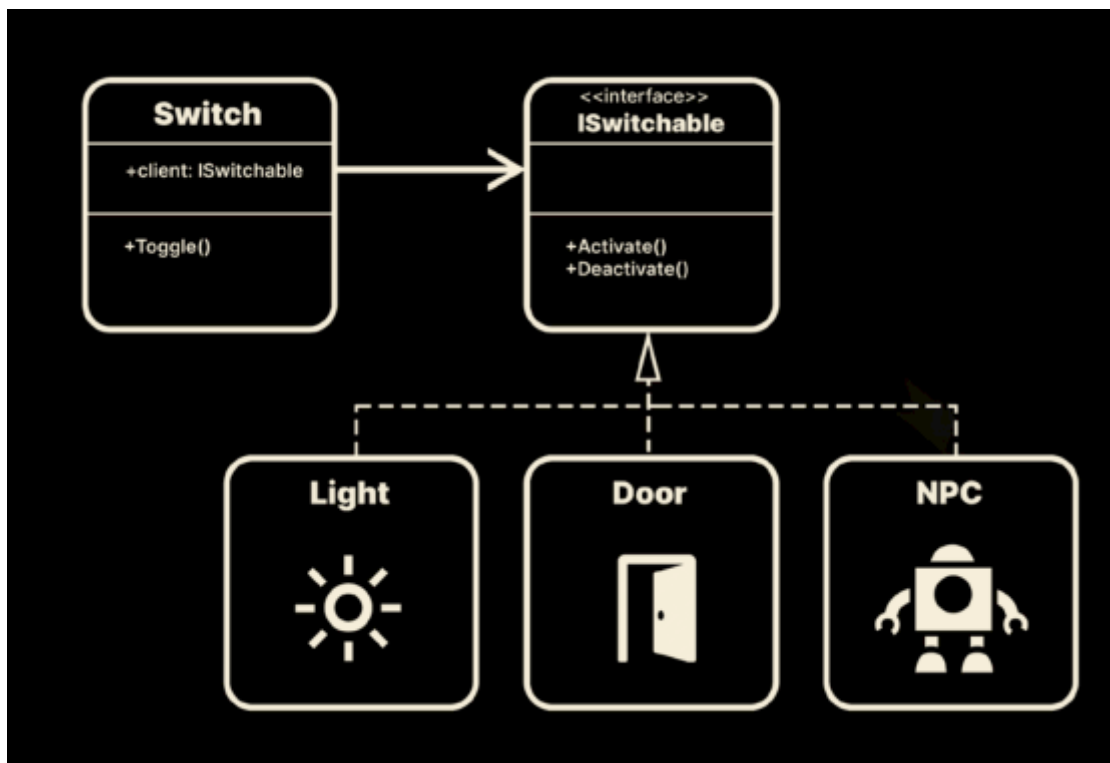 Switch
+client: ISwitchable
+Toggle()
<<interface>>
ISwitchable
+Activate()
+Deactivate()
Light
Door
NPC